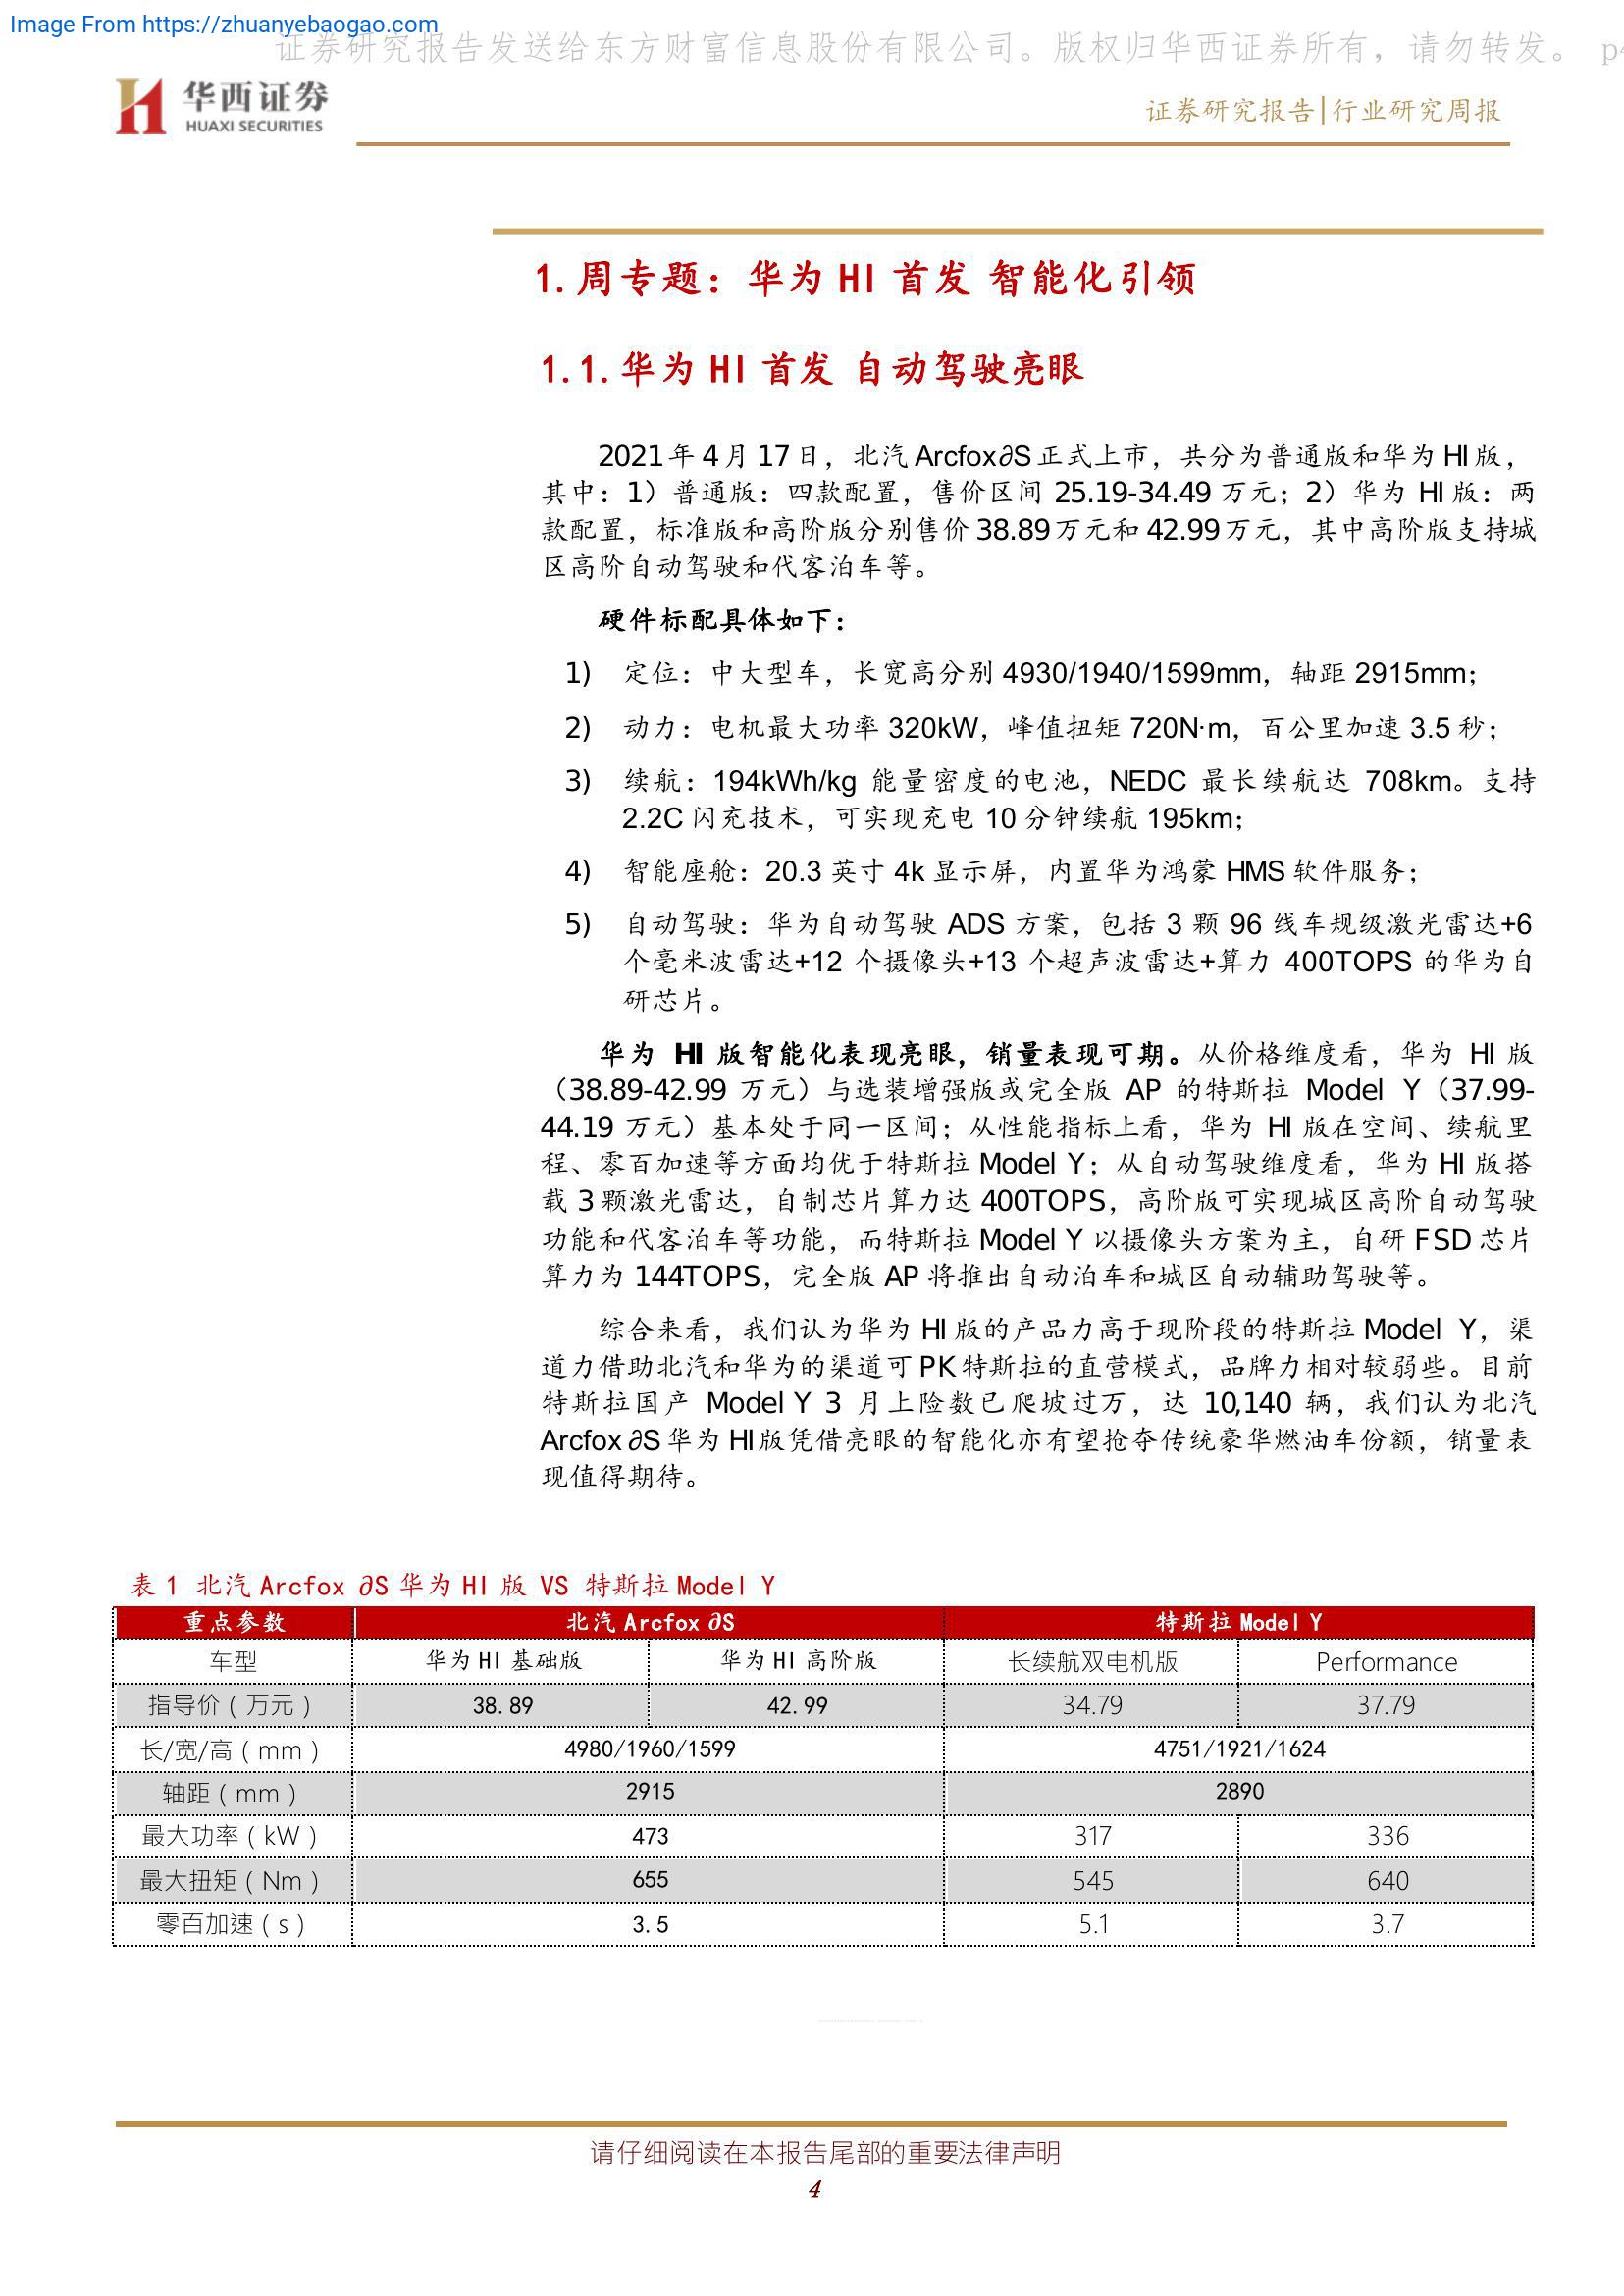 Image From https://zhuanyebaogao.com
证券研究报告发送给东方财富信息股份有限公司。版权归华西证券所有，请勿转发。 p4
华西证券
HUAXI SECURITIES
证券研究报告|行业研究周报
1.周专题：华为 HI 首发 智能化引领
1.1.华为 HI 首发 自动驾驶亮眼
2021年4月17日，北汽Arcfox∂S正式上市，共分为普通版和华为HI版，
其中：1）普通版：四款配置，售价区间 25.19-34.49 万元；2）华为 HI 版：两
款配置，标准版和高阶版分别售价38.89万元和42.99万元，其中高阶版支持城
区高阶自动驾驶和代客泊车等。
硬件标配具体如下：
1) 定位：中大型车，长宽高分别 4930/1940/1599mm，轴距 2915mm；
2) 动力：电机最大功率 320kW，峰值扭矩 720N·m，百公里加速 3.5 秒；
3) 续航：194kWh/kg 能量密度的电池，NEDC 最长续航达 708km。支持
2.2C 闪充技术，可实现充电 10 分钟续航 195km；
4) 智能座舱：20.3 英寸 4k 显示屏，内置华为鸿蒙 HMS 软件服务；
5) 自动驾驶：华为自动驾驶 ADS 方案，包括 3 颗 96 线车规级激光雷达+6
个毫米波雷达+12 个摄像头+13 个超声波雷达+算力 400TOPS 的华为自
研芯片。
华为 HI 版智能化表现亮眼，销量表现可期。从价格维度看，华为 HI 版
（38.89-42.99 万元）与选装增强版或完全版 AP 的特斯拉 Model Y（37.99-
44.19 万元）基本处于同一区间；从性能指标上看，华为 HI 版在空间、续航里
程、零百加速等方面均优于特斯拉 Model Y；从自动驾驶维度看，华为 HI 版搭
载 3 颗激光雷达，自制芯片算力达 400TOPS，高阶版可实现城区高阶自动驾驶
功能和代客泊车等功能，而特斯拉 Model Y 以摄像头方案为主，自研 FSD 芯片
算力为 144TOPS，完全版 AP 将推出自动泊车和城区自动辅助驾驶等。
综合来看，我们认为华为 HI 版的产品力高于现阶段的特斯拉 Model Y，渠
道力借助北汽和华为的渠道可PK特斯拉的直营模式，品牌力相对较弱些。目前
特斯拉国产 Model Y 3 月上险数已爬坡过万，达 10,140 辆，我们认为北汽
Arcfox ∂S 华为 HI 版凭借亮眼的智能化亦有望抢夺传统豪华燃油车份额，销量表
现值得期待。
表 1 北汽 Arcfox ∂S 华为 HI 版 VS 特斯拉 Model Y
重点参数 北汽 Arcfox ∂S 特斯拉 Model Y
车型 华为 HI 基础版 华为 HI 高阶版 长续航双电机版 Performance
指导价（万元） 38.89 42.99 34.79 37.79
长/宽/高（mm） 4980/1960/1599 4751/1921/1624
轴距（mm） 2915 2890
最大功率（kW） 473 317 336
最大扭矩（Nm） 655 545 640
零百加速（s） 3.5 5.1 3.7
请仔细阅读在本报告尾部的重要法律声明
4